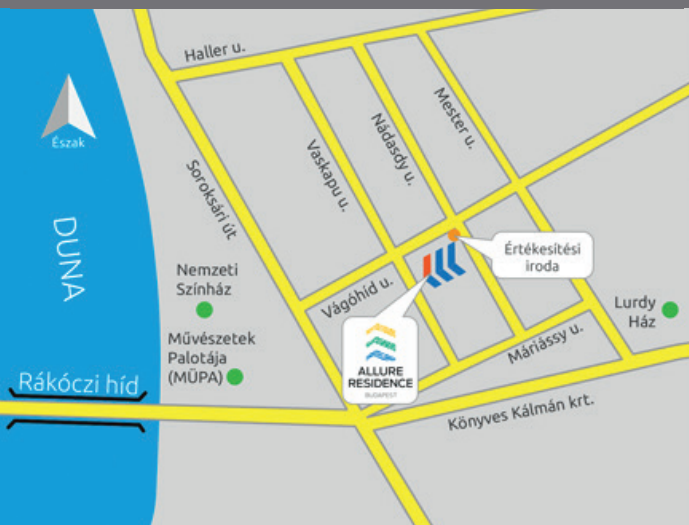 Haller u.
Észak
Mester u.
Nádasdy u.
Vaskapu u.
Soroksári út
DUNA
Értékesítési
iroda
Nemzeti
Színház
Vágóhíd u.
Lurdy
Ház
Művészetek
Palotája
(MÜPA)
Máriássy u.
ALLURE
RESIDENCE
BUDAPEST
Rákóczi híd
Könyves Kálmán krt.